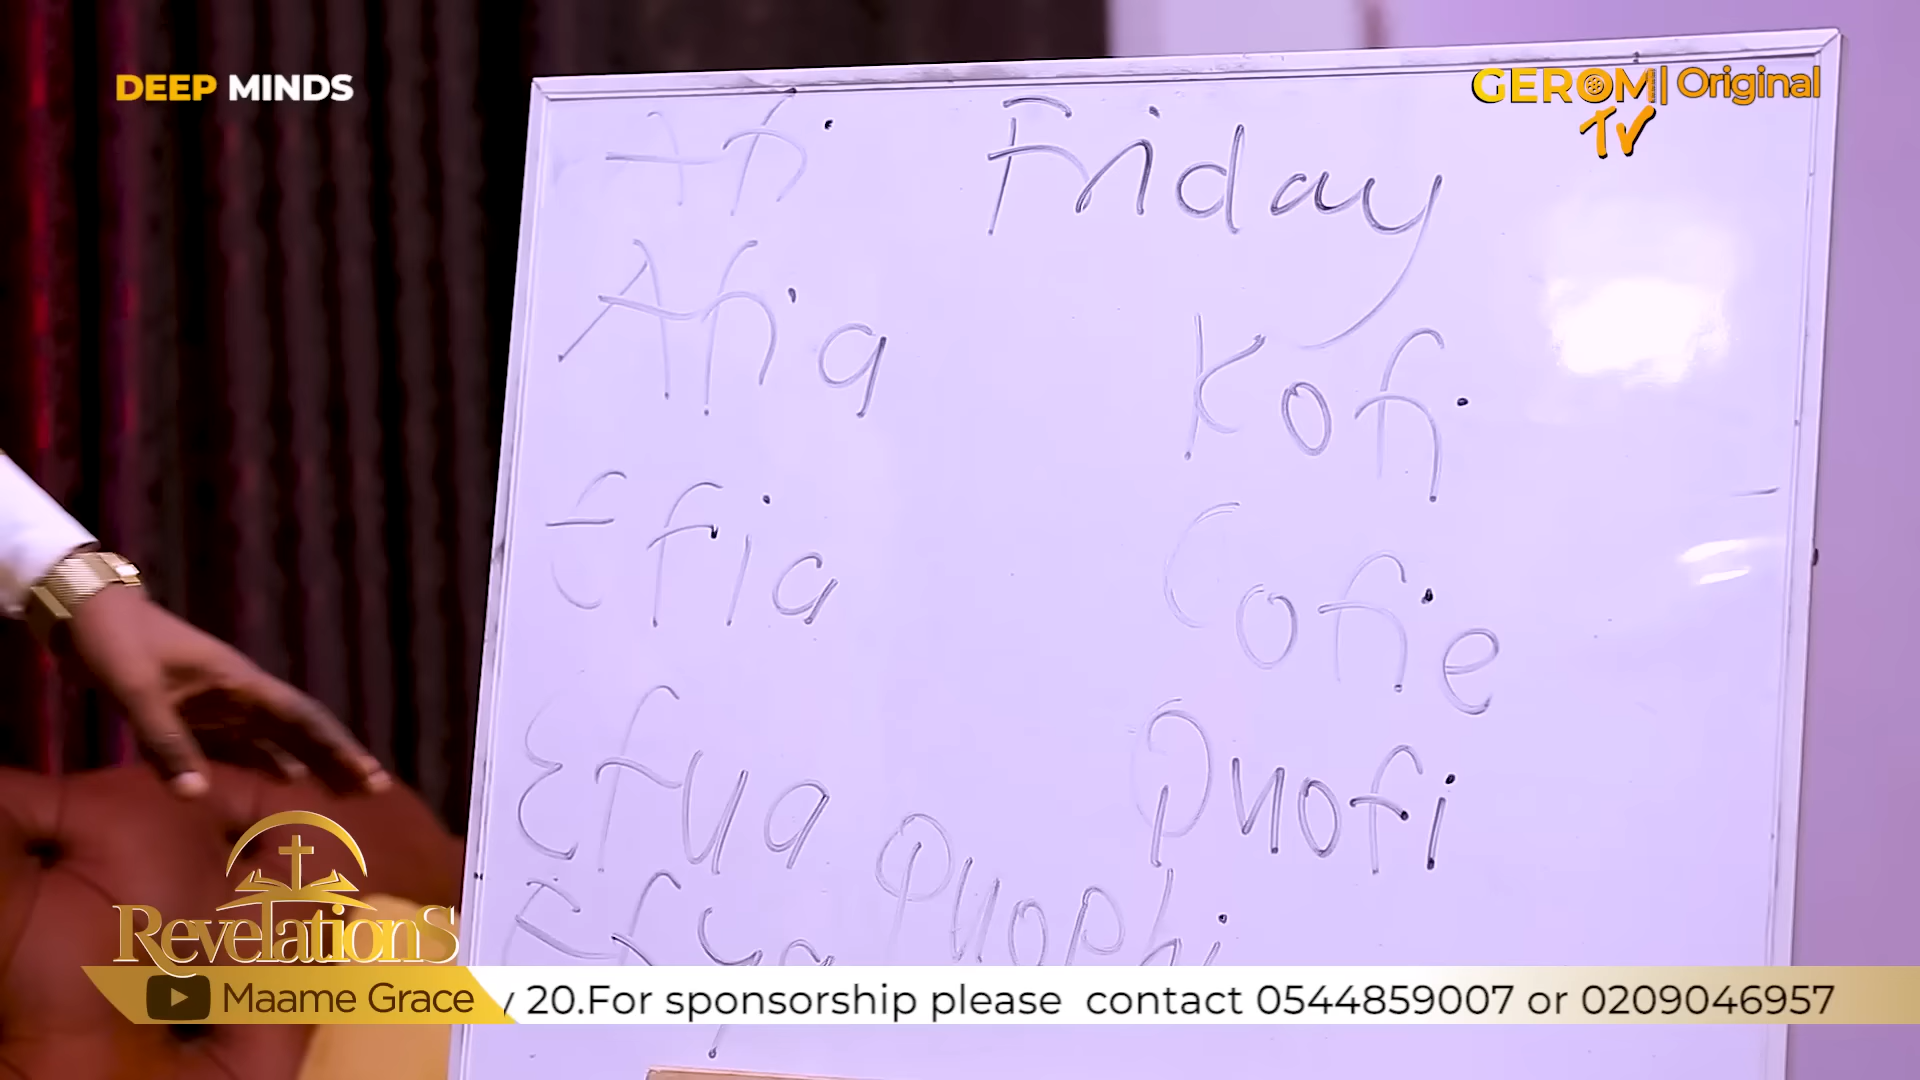 DEEP MINDS
GEROM TV | Original
Afi Friday
Afia
Kofi
Efia
Cofie
Efua
Quofi
Quophi
Efya
RevelationS
Maame Grace
y 20.For sponsorship please contact 0544859007 or 0209046957